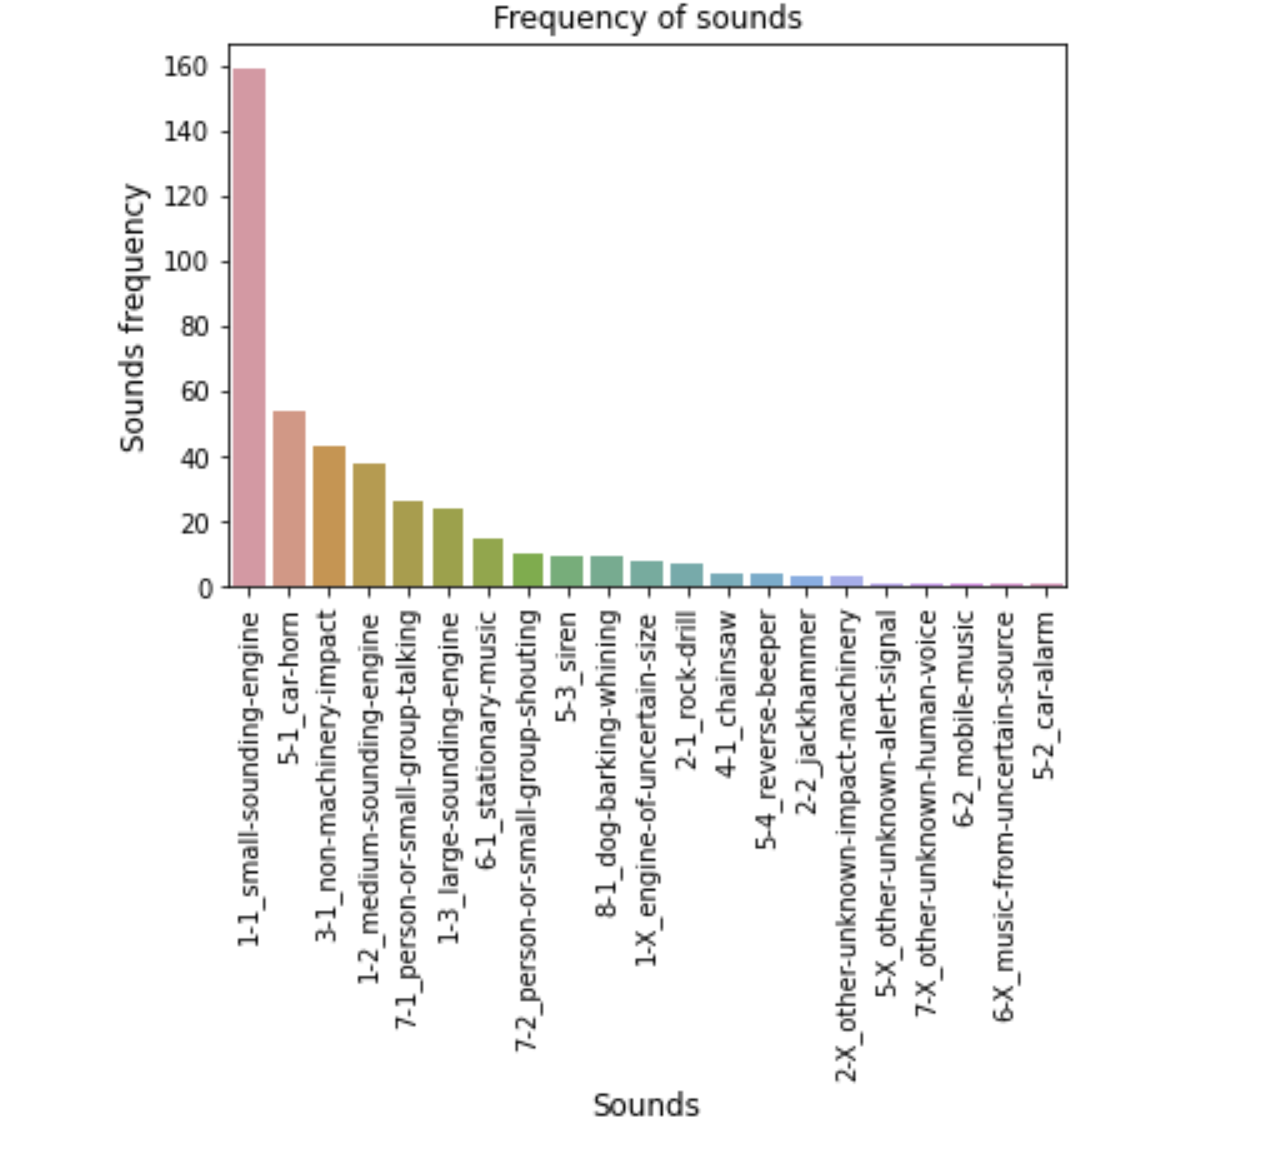 Frequency of sounds
Sounds frequency
160
140
120
100
80
60
40
20
0
1-1_small-sounding-engine
5-1_car-horn
3-1_non-machinery-impact
1-2_medium-sounding-engine
7-1_person-or-small-group-talking
1-3_large-sounding-engine
6-1_stationary-music
7-2_person-or-small-group-shouting
5-3_siren
8-1_dog-barking-whining
1-X_engine-of-uncertain-size
2-1_rock-drill
4-1_chainsaw
5-4_reverse-beeper
2-2_jackhammer
2-X_other-unknown-impact-machinery
5-X_other-unknown-alert-signal
7-X_other-unknown-human-voice
6-2_mobile-music
6-X_music-from-uncertain-source
5-2_car-alarm
Sounds